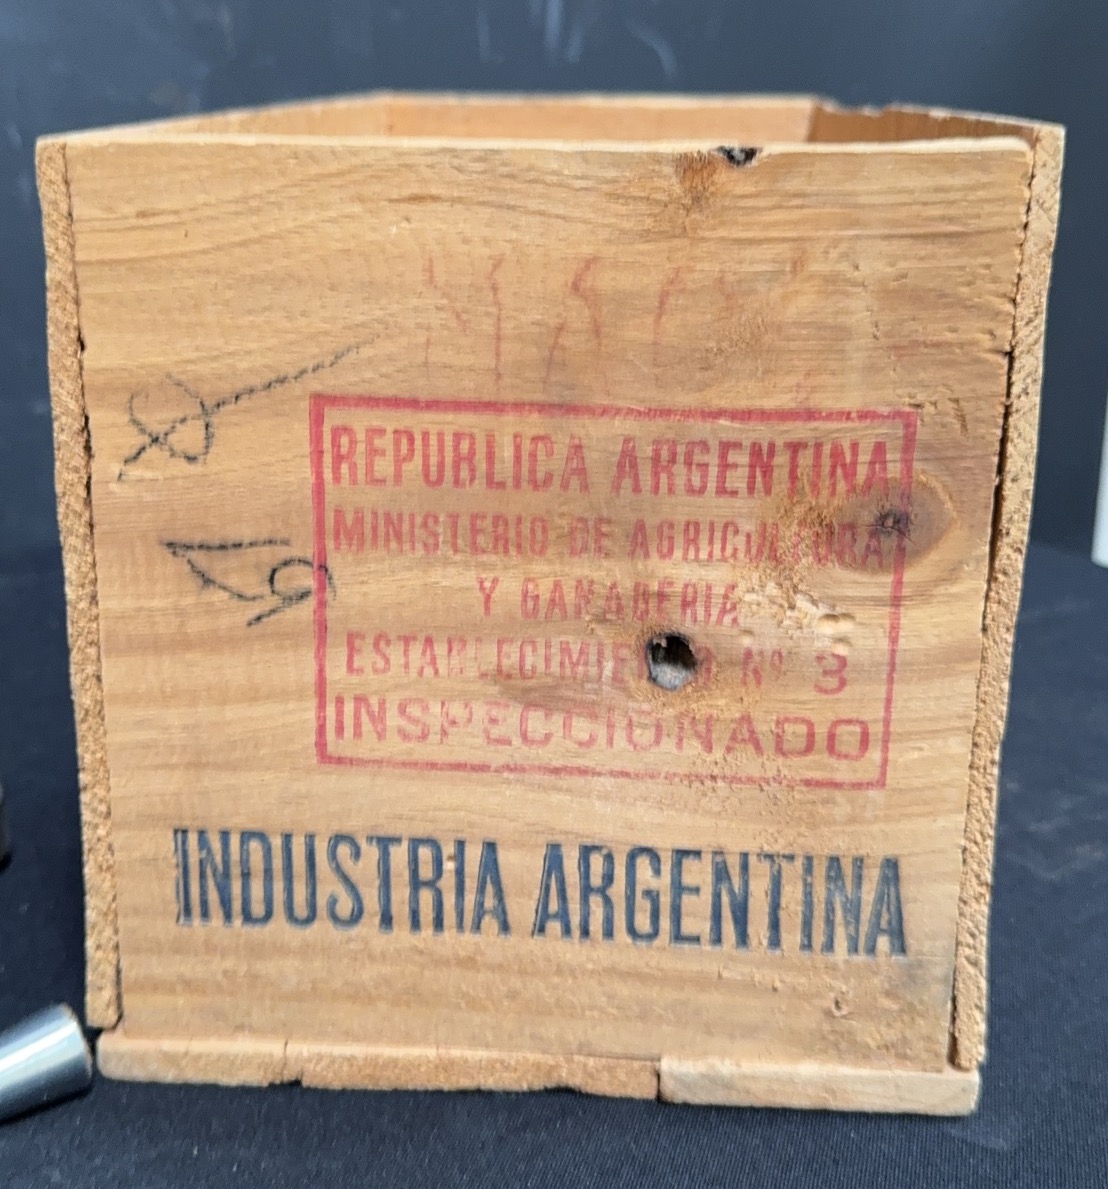 REPUBLICA ARGENTINA
MINISTERIO DE AGRICULTURA
Y GANADERIA
ESTABLECIMIENTO Nº 3
INSPECCIONADO
INDUSTRIA ARGENTINA